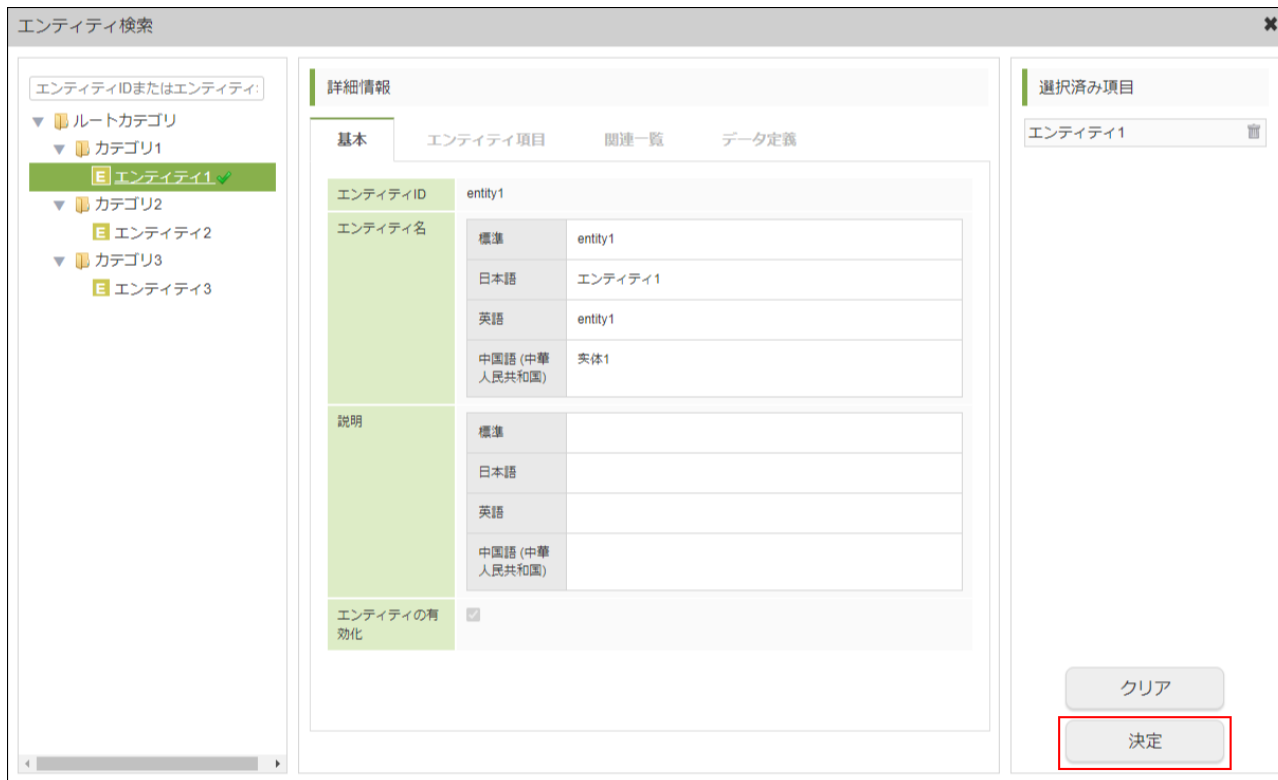 エンティティ検索
エンティティIDまたはエンティティ
ルートカテゴリ
カテゴリ1
E エンティティ1
カテゴリ2
E エンティティ2
カテゴリ3
E エンティティ3
詳細情報
基本 エンティティ項目 関連一覧 データ定義
エンティティID entity1
エンティティ名
標準 entity1
日本語 エンティティ1
英語 entity1
中国語 (中華
人民共和国) 实体1
説明
標準
日本語
英語
中国語 (中華
人民共和国)
エンティティの有
効化
選択済み項目
エンティティ1
クリア
決定